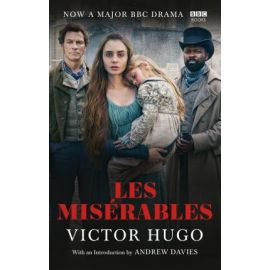 NOW A MAJOR BBC DRAMA
BBC
BOOKS
LES
MISÉRABLES
VICTOR HUGO
With an Introduction by ANDREW DAVIES